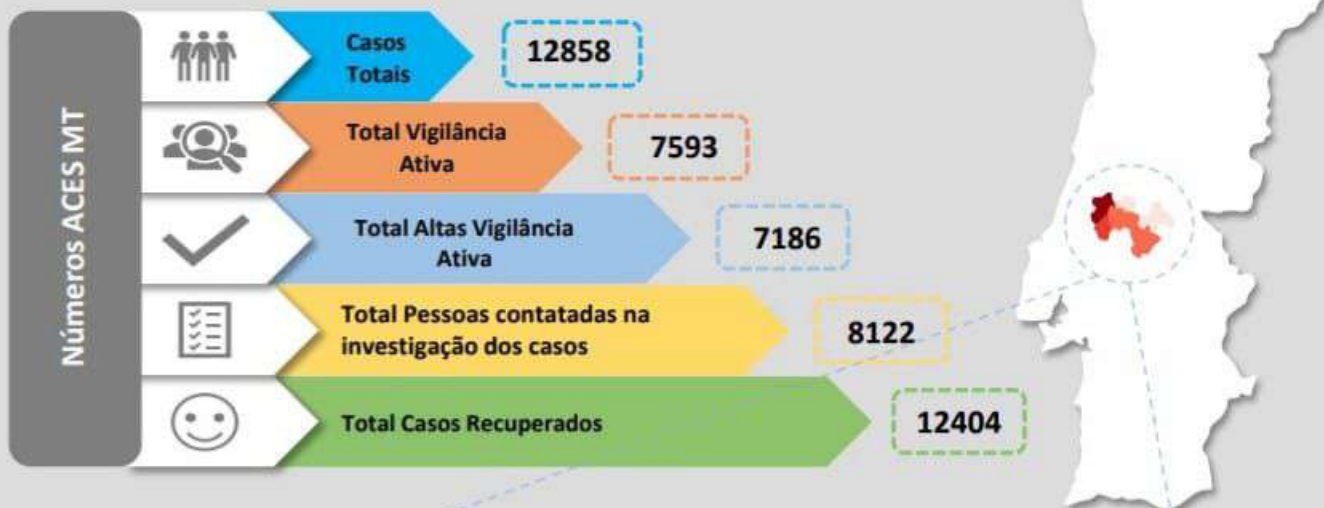 Números ACES MT
Casos
Totais
12858
Total Vigilância
Ativa
7593
Total Altas Vigilância
Ativa
7186
Total Pessoas contatadas na
investigação dos casos
8122
Total Casos Recuperados
12404